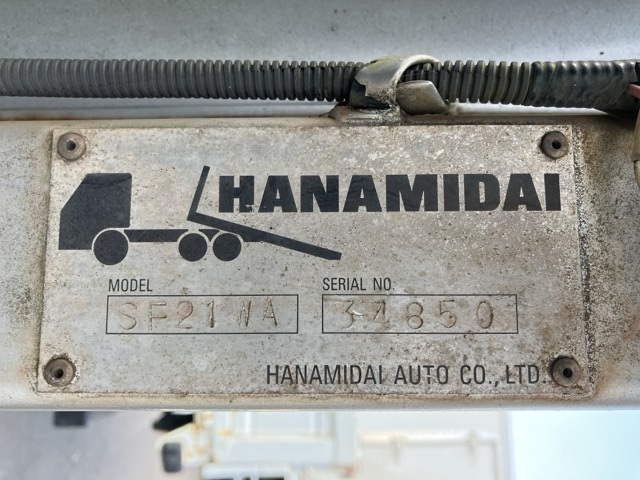 HANAMIDAI
MODEL SERIAL NO.
SF21WA 34850
HANAMIDAI AUTO CO.,LTD.